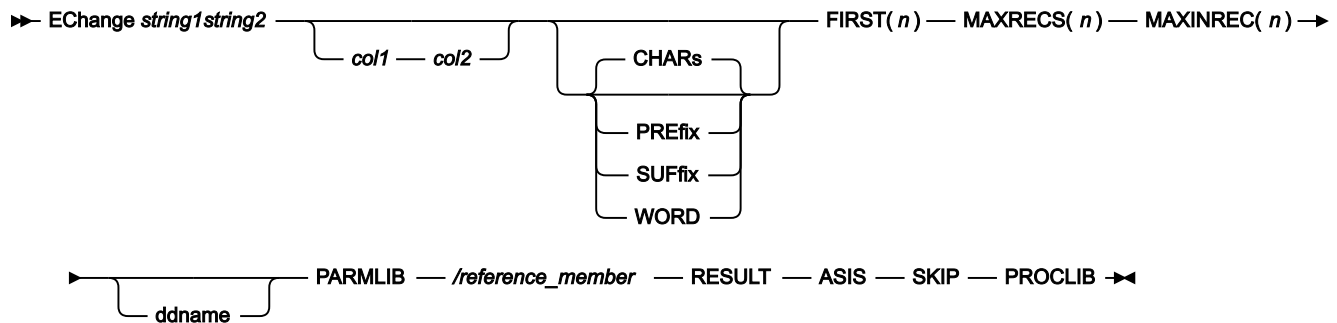 EChange string1string2 FIRST( n ) MAXRECS( n ) MAXINREC( n )
col1 col2 CHARs
PREfix
SUFfix
WORD
PARMLIB /reference_member RESULT ASIS SKIP PROCLIB
ddname